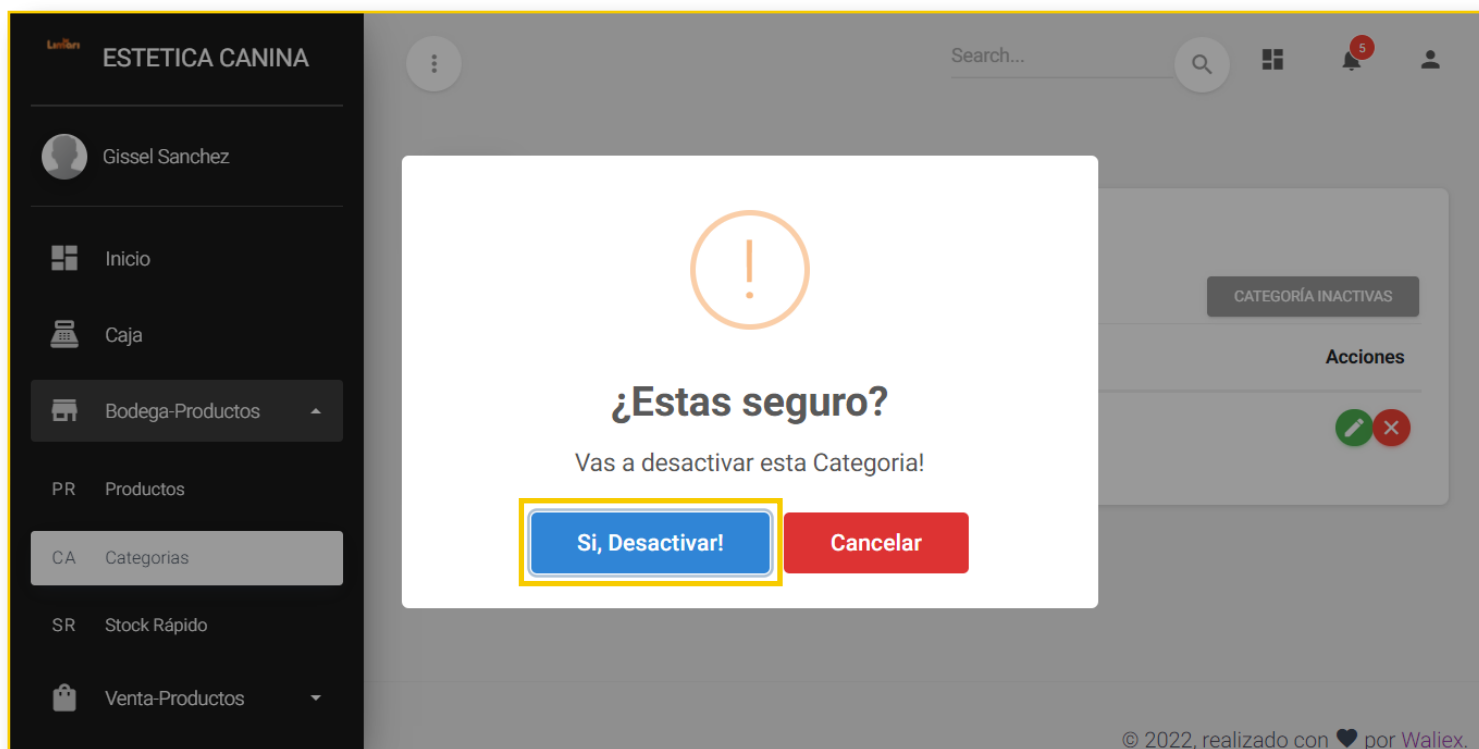 ESTETICA CANINA
Gissel Sanchez
Inicio
Caja
Bodega-Productos
PR Productos
CA Categorias
SR Stock Rápido
Venta-Productos
Search...
5
CATEGORÍA INACTIVAS
Acciones
¿Estas seguro?
Vas a desactivar esta Categoria!
Si, Desactivar!
Cancelar
© 2022, realizado con por Waliex.